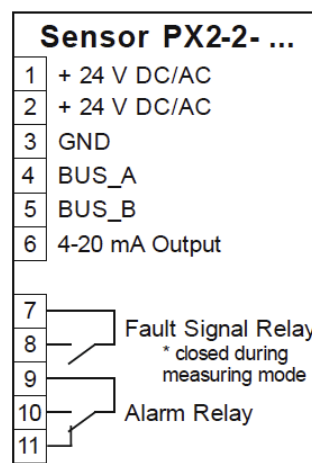 Sensor PX2-2- ...
1 + 24 V DC/AC
2 + 24 V DC/AC
3 GND
4 BUS_A
5 BUS_B
6 4-20 mA Output
7
Fault Signal Relay
8
* closed during
measuring mode
9
10 Alarm Relay
11